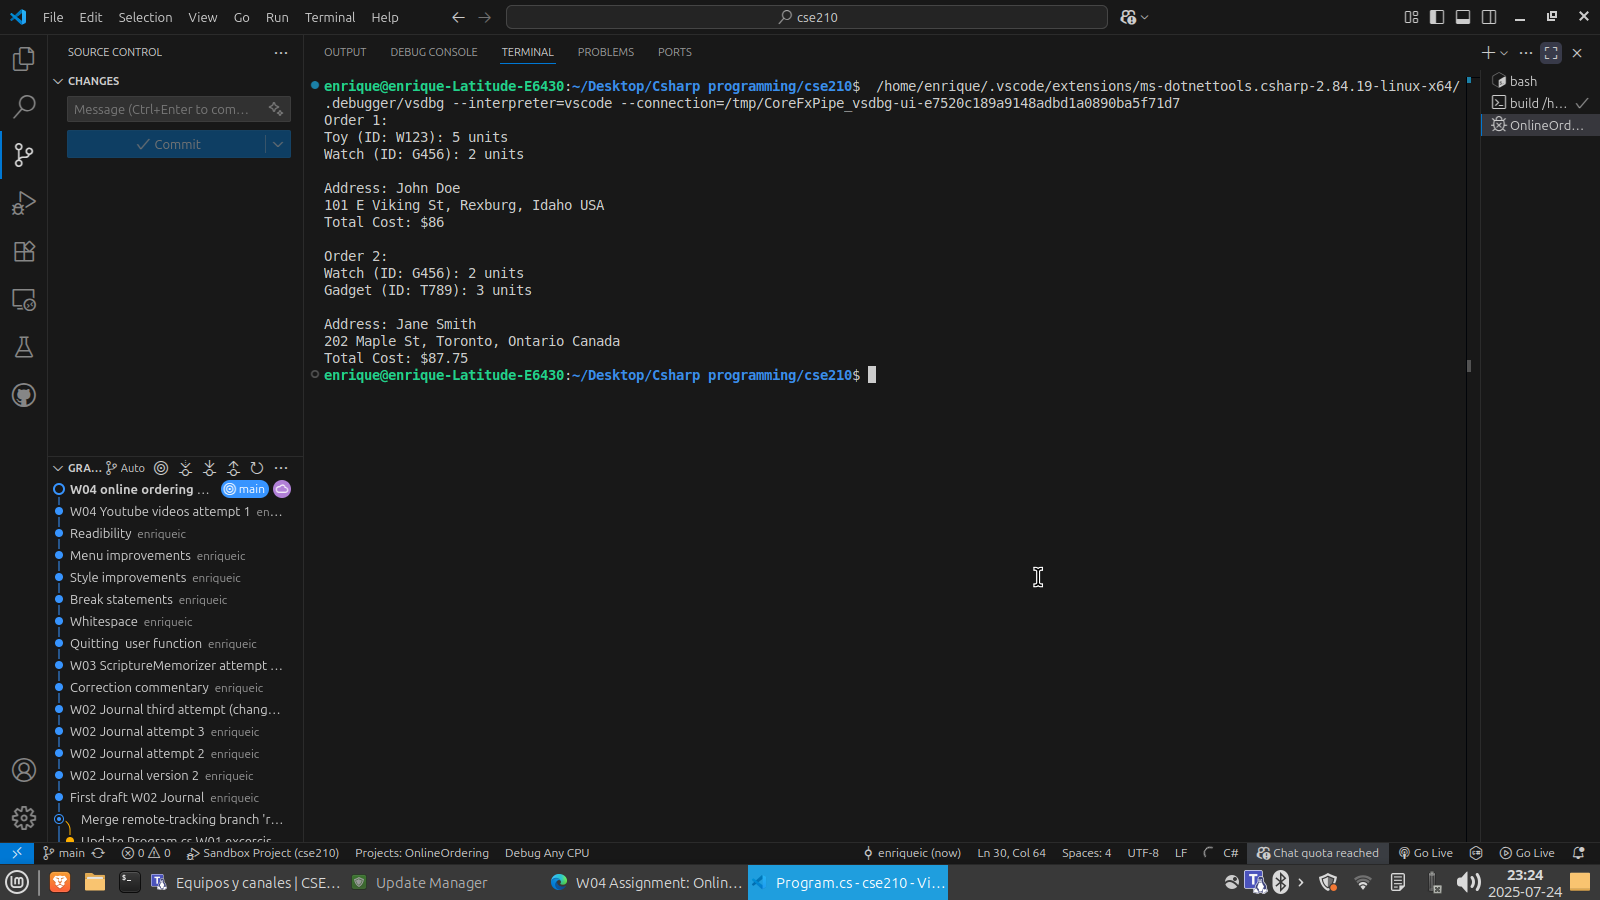 File Edit Selection View Go Run Terminal Help
cse210
SOURCE CONTROL
CHANGES
Message (Ctrl+Enter to com...
Commit
OUTPUT DEBUG CONSOLE TERMINAL PROBLEMS PORTS
enrique@enrique-Latitude-E6430:~/Desktop/Csharp programming/cse210$ /home/enrique/.vscode/extensions/ms-dotnettools.csharp-2.84.19-linux-x64/
.debugger/vsdbg --interpreter=vscode --connection=/tmp/CoreFxPipe_vsdbg-ui-e7520c189a9148adbd1a0890ba5f71d7
Order 1:
Toy (ID: W123): 5 units
Watch (ID: G456): 2 units
Address: John Doe
101 E Viking St, Rexburg, Idaho USA
Total Cost: $86
Order 2:
Watch (ID: G456): 2 units
Gadget (ID: T789): 3 units
Address: Jane Smith
202 Maple St, Toronto, Ontario Canada
Total Cost: $87.75
enrique@enrique-Latitude-E6430:~/Desktop/Csharp programming/cse210$
bash
build /h...
OnlineOrd...
GRA... Auto
W04 online ordering ... main
W04 Youtube videos attempt 1 en...
Readibility enriqueic
Menu improvements enriqueic
Style improvements enriqueic
Break statements enriqueic
Whitespace enriqueic
Quitting user function enriqueic
W03 ScriptureMemorizer attempt ...
Correction commentary enriqueic
W02 Journal third attempt (chang...
W02 Journal attempt 3 enriqueic
W02 Journal attempt 2 enriqueic
W02 Journal version 2 enriqueic
First draft W02 Journal enriqueic
Merge remote-tracking branch 'r...
Update Program.cs W01 excersis
main 0 0 Sandbox Project (cse210) Projects: OnlineOrdering Debug Any CPU enriqueic (now) Ln 30, Col 64 Spaces: 4 UTF-8 LF C# Chat quota reached Go Live Go Live
Equipos y canales | CSE... Update Manager W04 Assignment: Onlin... Program.cs - cse210 - Vi... 23:24
2025-07-24